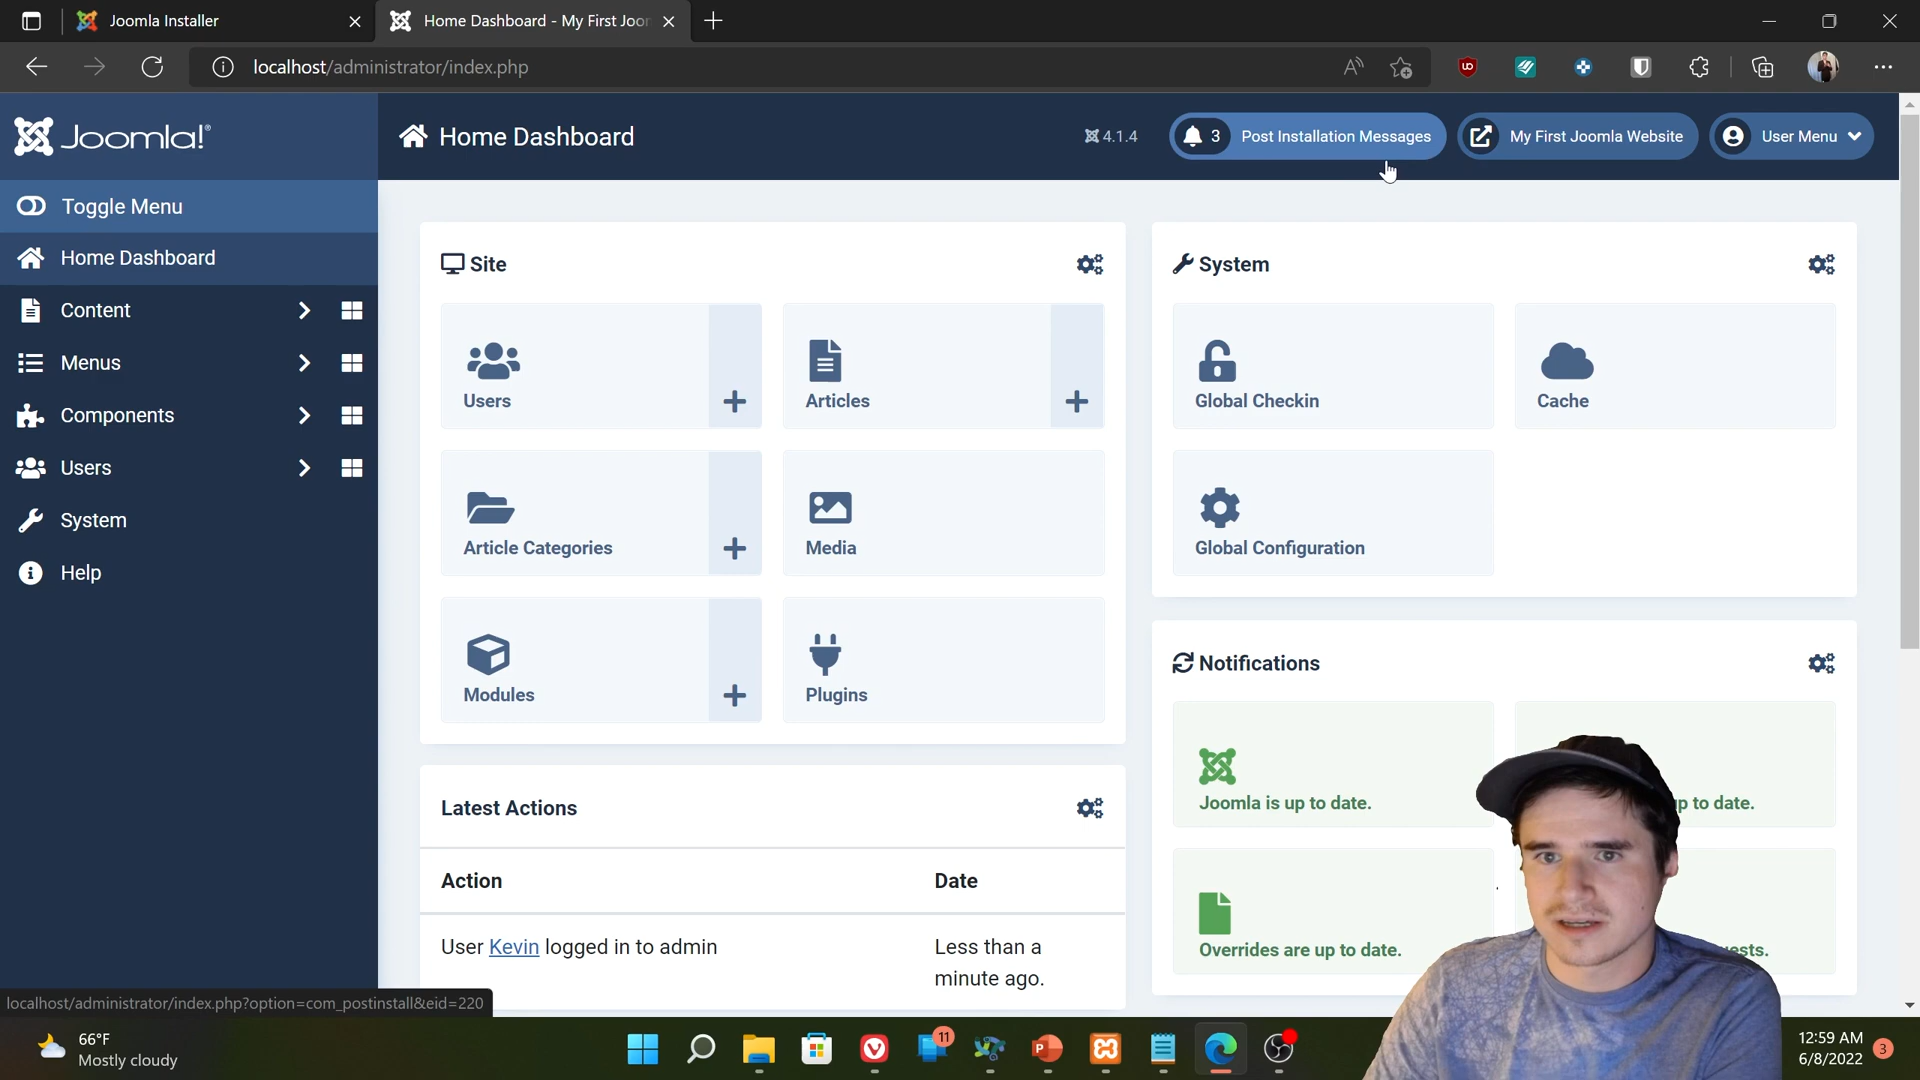 Joomla Installer
Home Dashboard - My First Joor
localhost/administrator/index.php
Joomla!®
Home Dashboard
4.1.4
3 Post Installation Messages
My First Joomla Website
User Menu
Toggle Menu
Home Dashboard
Content
Menus
Components
Users
System
Help
Site
Users
Articles
Article Categories
Media
Modules
Plugins
System
Global Checkin
Cache
Global Configuration
Notifications
Joomla is up to date.
p to date.
Overrides are up to date.
ests.
Latest Actions
Action Date
User Kevin logged in to admin
Less than a
minute ago.
localhost/administrator/index.php?option=com_postinstall&eid=220
66°F
Mostly cloudy
11
12:59 AM
6/8/2022
3